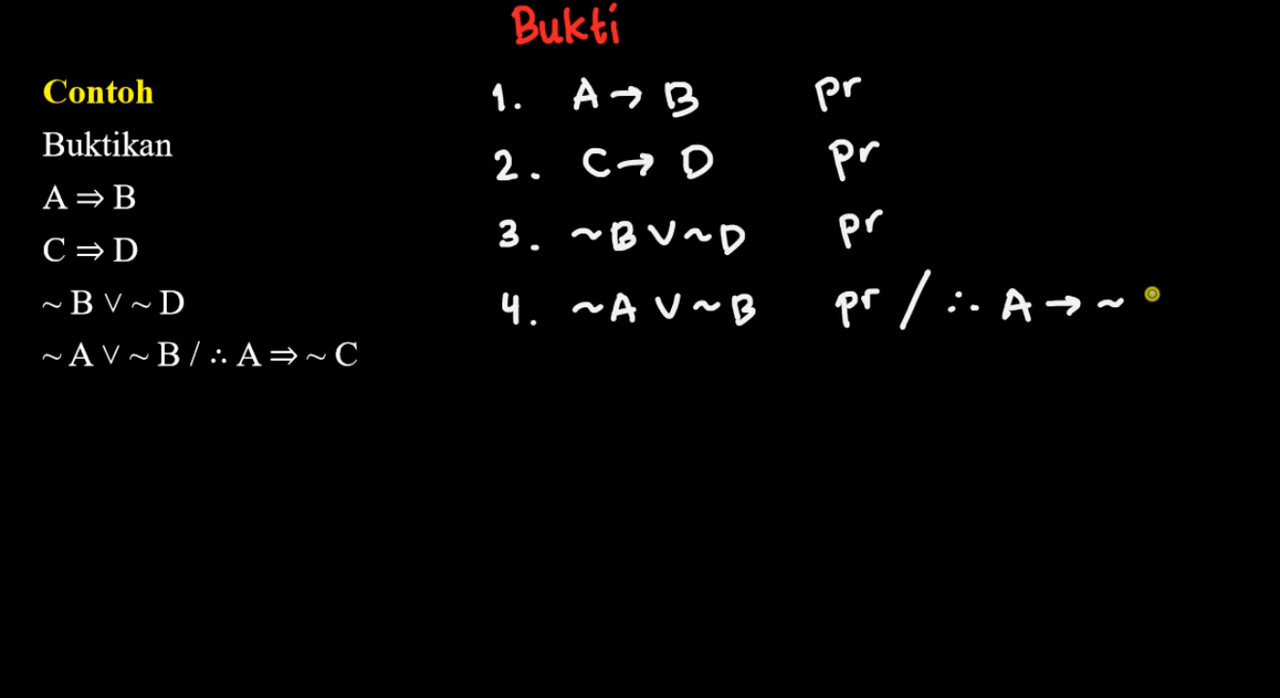 Bukti
Contoh
Buktikan
A ⇒ B
C ⇒ D
~ B ∨ ~ D
~ A ∨ ~ B / ∴ A ⇒ ~ C
1. A → B pr
2. C → D pr
3. ~B ∨ ~D pr
4. ~A ∨ ~B pr / ∴ A → ~